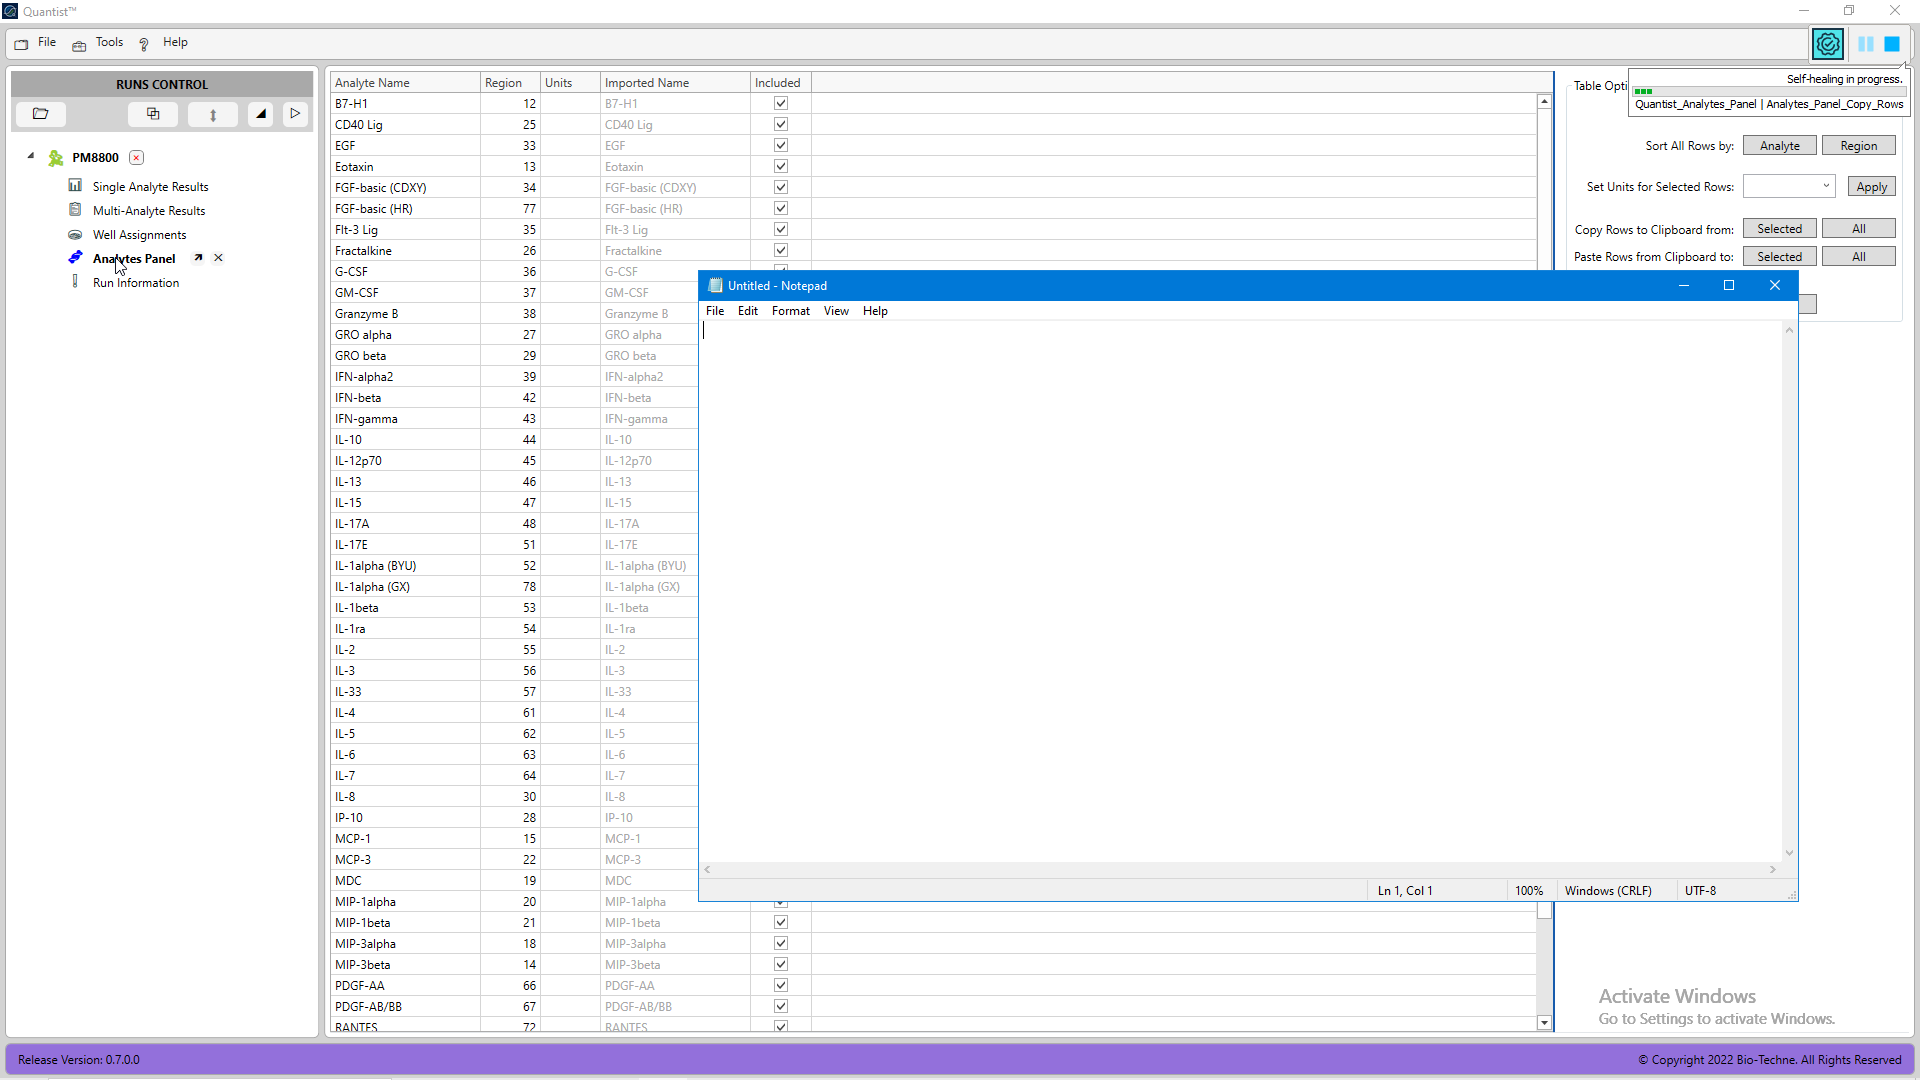 Quantist™
File Tools Help
Self-healing in progress.
Quantist_Analytes_Panel | Analytes_Panel_Copy_Rows
RUNS CONTROL
PM8800
Single Analyte Results
Multi-Analyte Results
Well Assignments
Analytes Panel
Run Information
Analyte Name Region Units Imported Name Included
B7-H1 12 B7-H1
CD40 Lig 25 CD40 Lig
EGF 33 EGF
Eotaxin 13 Eotaxin
FGF-basic (CDXY) 34 FGF-basic (CDXY)
FGF-basic (HR) 77 FGF-basic (HR)
Flt-3 Lig 35 Flt-3 Lig
Fractalkine 26 Fractalkine
G-CSF 36 G-CSF
GM-CSF 37 GM-CSF
Granzyme B 38 Granzyme B
GRO alpha 27 GRO alpha
GRO beta 29 GRO beta
IFN-alpha2 39 IFN-alpha2
IFN-beta 42 IFN-beta
IFN-gamma 43 IFN-gamma
IL-10 44 IL-10
IL-12p70 45 IL-12p70
IL-13 46 IL-13
IL-15 47 IL-15
IL-17A 48 IL-17A
IL-17E 51 IL-17E
IL-1alpha (BYU) 52 IL-1alpha (BYU)
IL-1alpha (GX) 78 IL-1alpha (GX)
IL-1beta 53 IL-1beta
IL-1ra 54 IL-1ra
IL-2 55 IL-2
IL-3 56 IL-3
IL-33 57 IL-33
IL-4 61 IL-4
IL-5 62 IL-5
IL-6 63 IL-6
IL-7 64 IL-7
IL-8 30 IL-8
IP-10 28 IP-10
MCP-1 15 MCP-1
MCP-3 22 MCP-3
MDC 19 MDC
MIP-1alpha 20 MIP-1alpha
MIP-1beta 21 MIP-1beta
MIP-3alpha 18 MIP-3alpha
MIP-3beta 14 MIP-3beta
PDGF-AA 66 PDGF-AA
PDGF-AB/BB 67 PDGF-AB/BB
RANTES 72 RANTES
Table Opti
Sort All Rows by: Analyte Region
Set Units for Selected Rows: Apply
Copy Rows to Clipboard from: Selected All
Paste Rows from Clipboard to: Selected All
Untitled - Notepad
File Edit Format View Help
Ln 1, Col 1 100% Windows (CRLF) UTF-8
Activate Windows
Go to Settings to activate Windows.
Release Version: 0.7.0.0
© Copyright 2022 Bio-Techne. All Rights Reserved